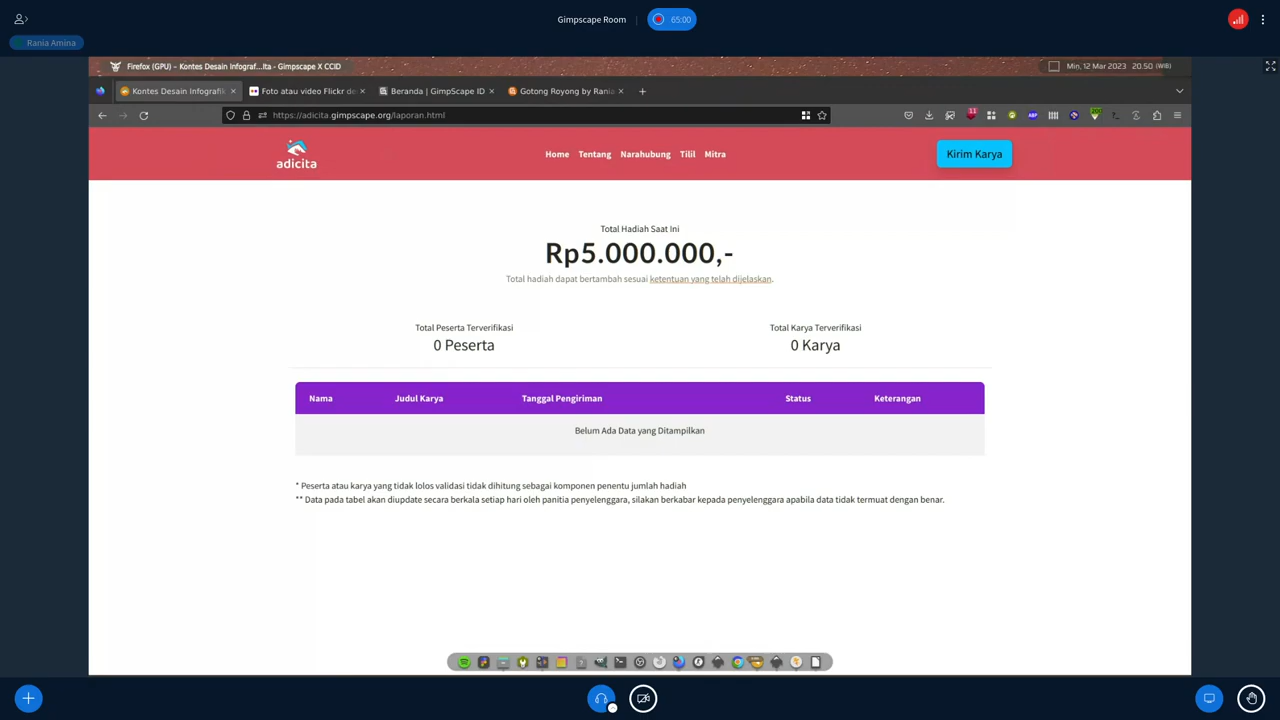 Gimpscape Room
65:00
Rania Amina
Firefox (GPU) – Kontes Desain Infograf…Ita - Gimpscape X CCID
Min, 12 Mar 2023 20.50 (WIB)
Kontes Desain Infografik
Foto atau video Flickr de
Beranda | GimpScape ID
Gotong Royong by Rania
https://adicita.gimpscape.org/laporan.html
11
ABP
adicita
Home Tentang Narahubung Tilil Mitra
Kirim Karya
Total Hadiah Saat Ini
Rp5.000.000,-
Total hadiah dapat bertambah sesuai ketentuan yang telah dijelaskan.
Total Peserta Terverifikasi
0 Peserta
Total Karya Terverifikasi
0 Karya
Nama Judul Karya Tanggal Pengiriman Status Keterangan
Belum Ada Data yang Ditampilkan
* Peserta atau karya yang tidak lolos validasi tidak dihitung sebagai komponen penentu jumlah hadiah
** Data pada tabel akan diupdate secara berkala setiap hari oleh panitia penyelenggara, silakan berkabar kepada penyelenggara apabila data tidak termuat dengan benar.